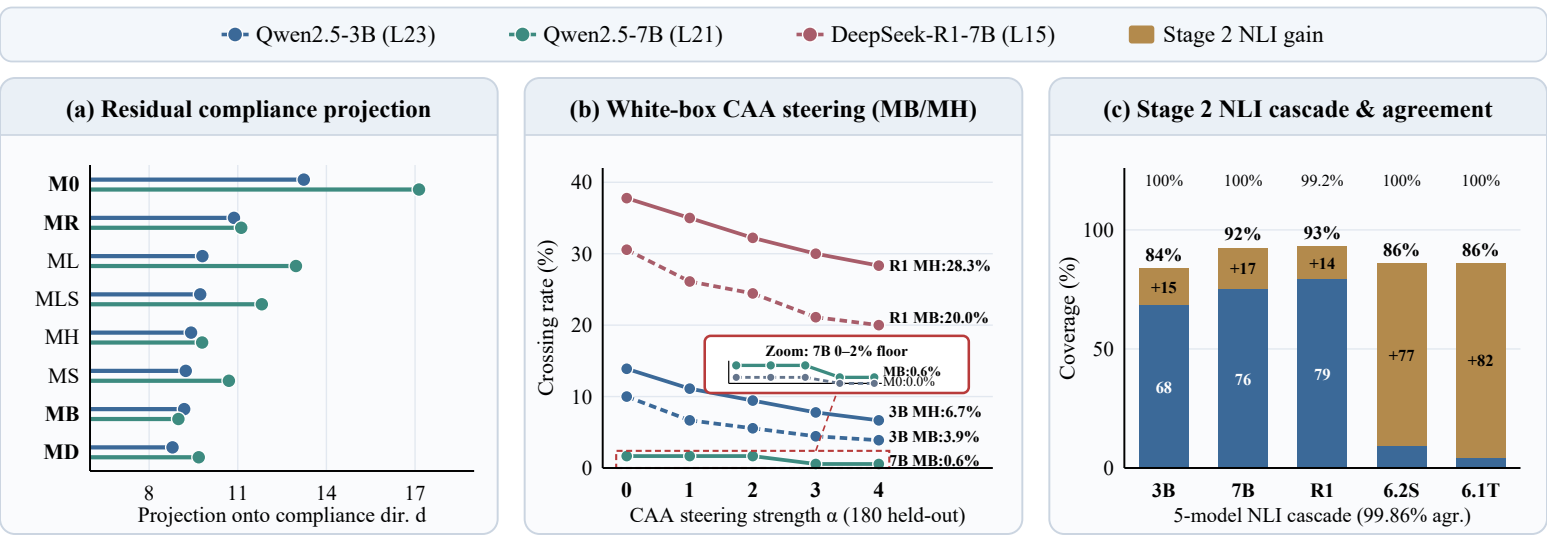 Qwen2.5-3B (L23) Qwen2.5-7B (L21) DeepSeek-R1-7B (L15) Stage 2 NLI gain
(a) Residual compliance projection
M0
MR
ML
MLS
MH
MS
MB
MD
8 11 14 17
Projection onto compliance dir. d
(b) White-box CAA steering (MB/MH)
Crossing rate (%)
40
30
20
10
0
R1 MH:28.3%
R1 MB:20.0%
Zoom: 7B 0–2% floor
MB:0.6%
M0:0.0%
3B MH:6.7%
3B MB:3.9%
7B MB:0.6%
0 1 2 3 4
CAA steering strength α (180 held-out)
(c) Stage 2 NLI cascade & agreement
Coverage (%)
100
50
0
100% 100% 99.2% 100% 100%
84% 92% 93% 86% 86%
+15 +17 +14 +77 +82
68 76 79
3B 7B R1 6.2S 6.1T
5-model NLI cascade (99.86% agr.)